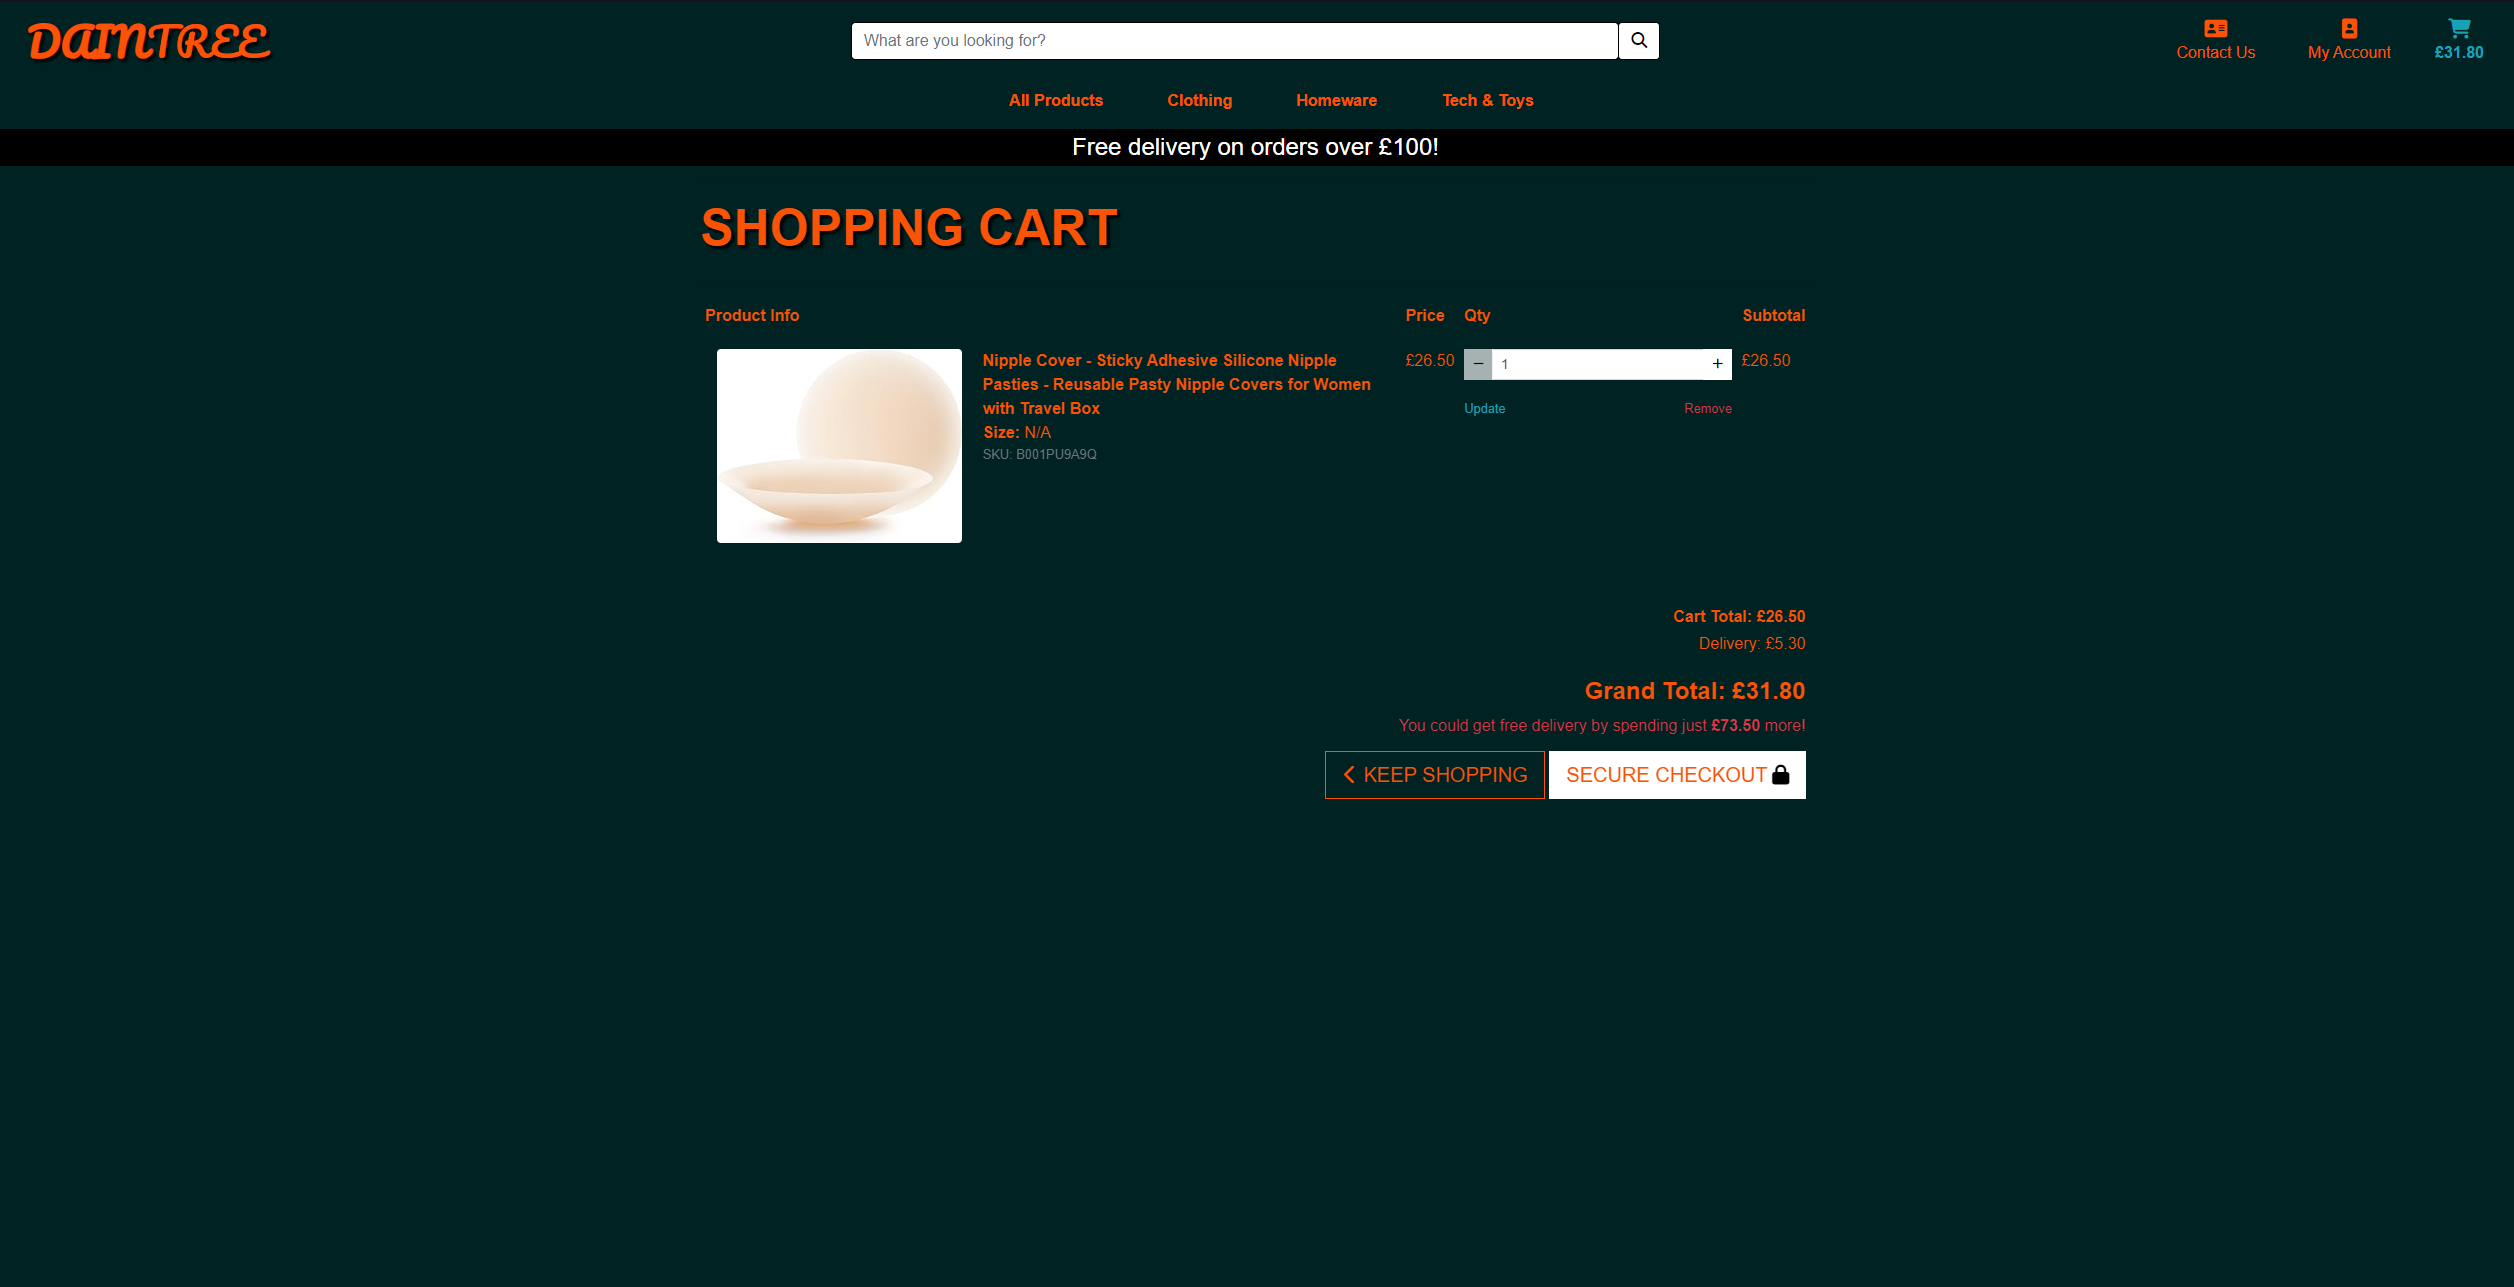 DAINTREE
What are you looking for?
Contact Us
My Account
£31.80
All Products
Clothing
Homeware
Tech & Toys
Free delivery on orders over £100!
SHOPPING CART
Product Info
Price
Qty
Subtotal
Nipple Cover - Sticky Adhesive Silicone Nipple
Pasties - Reusable Pasty Nipple Covers for Women
with Travel Box
Size: N/A
SKU: B001PU9A9Q
£26.50
1
£26.50
Update
Remove
Cart Total: £26.50
Delivery: £5.30
Grand Total: £31.80
You could get free delivery by spending just £73.50 more!
KEEP SHOPPING
SECURE CHECKOUT